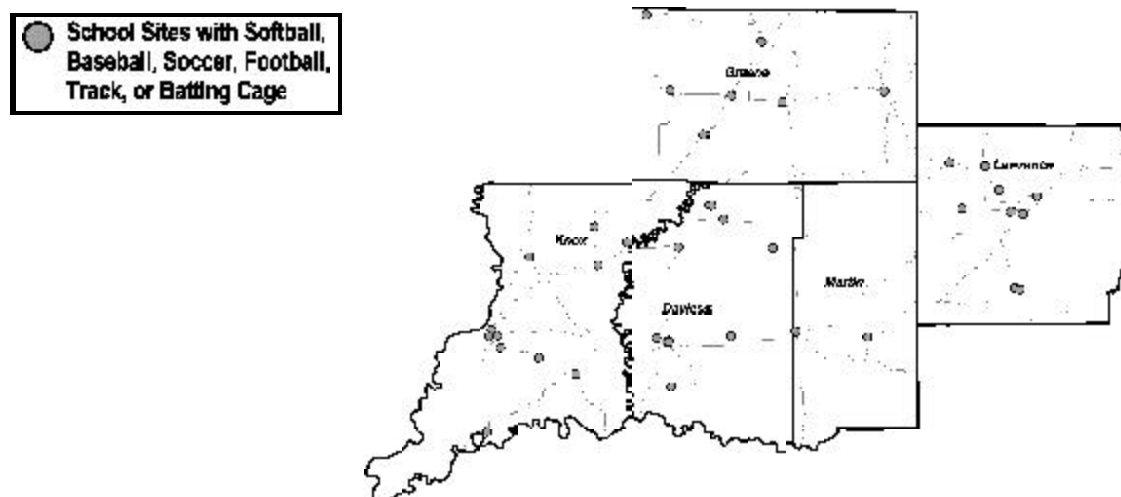 School Sites with Softball,
Baseball, Soccer, Football,
Track, or Batting Cage
Greene
Lawrence
Knox
Martin
Daviess